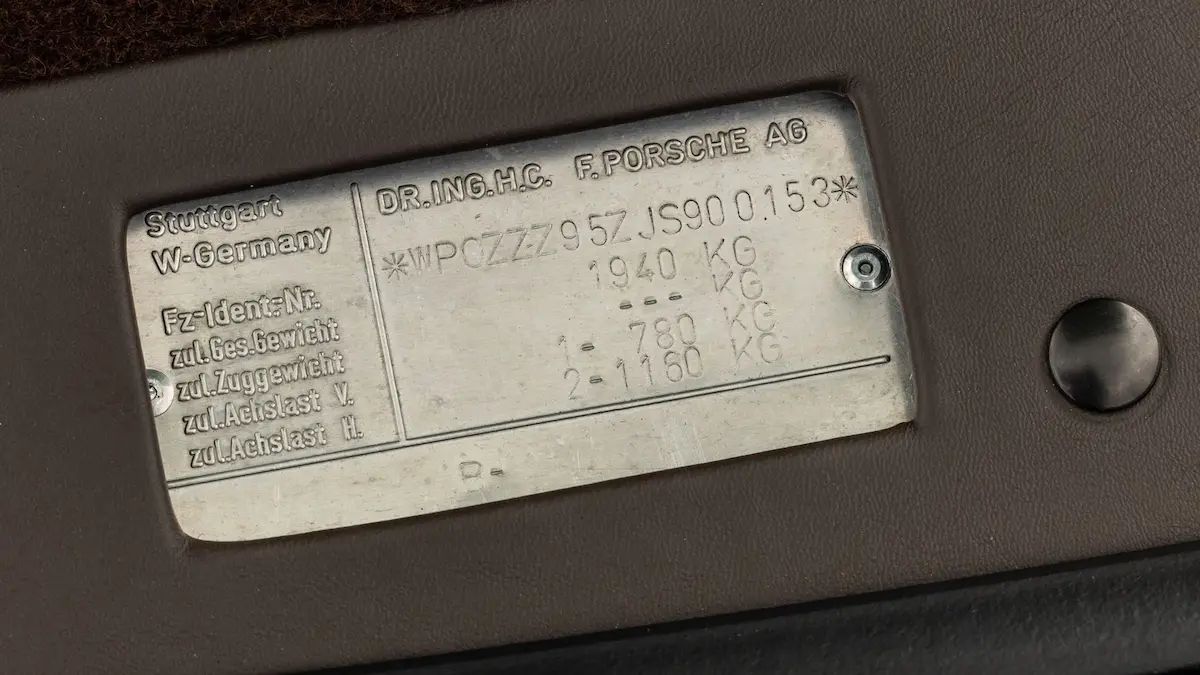 Stuttgart
W-Germany
Fz-Ident.-Nr.
zul.Ges.Gewicht
zul.Zuggewicht
zul.Achslast V.
zul.Achslast H.
DR.ING.H.C. F.PORSCHE AG
*WP0ZZZ95ZJS900153*
1940 KG
--- KG
1- 780 KG
2-1160 KG